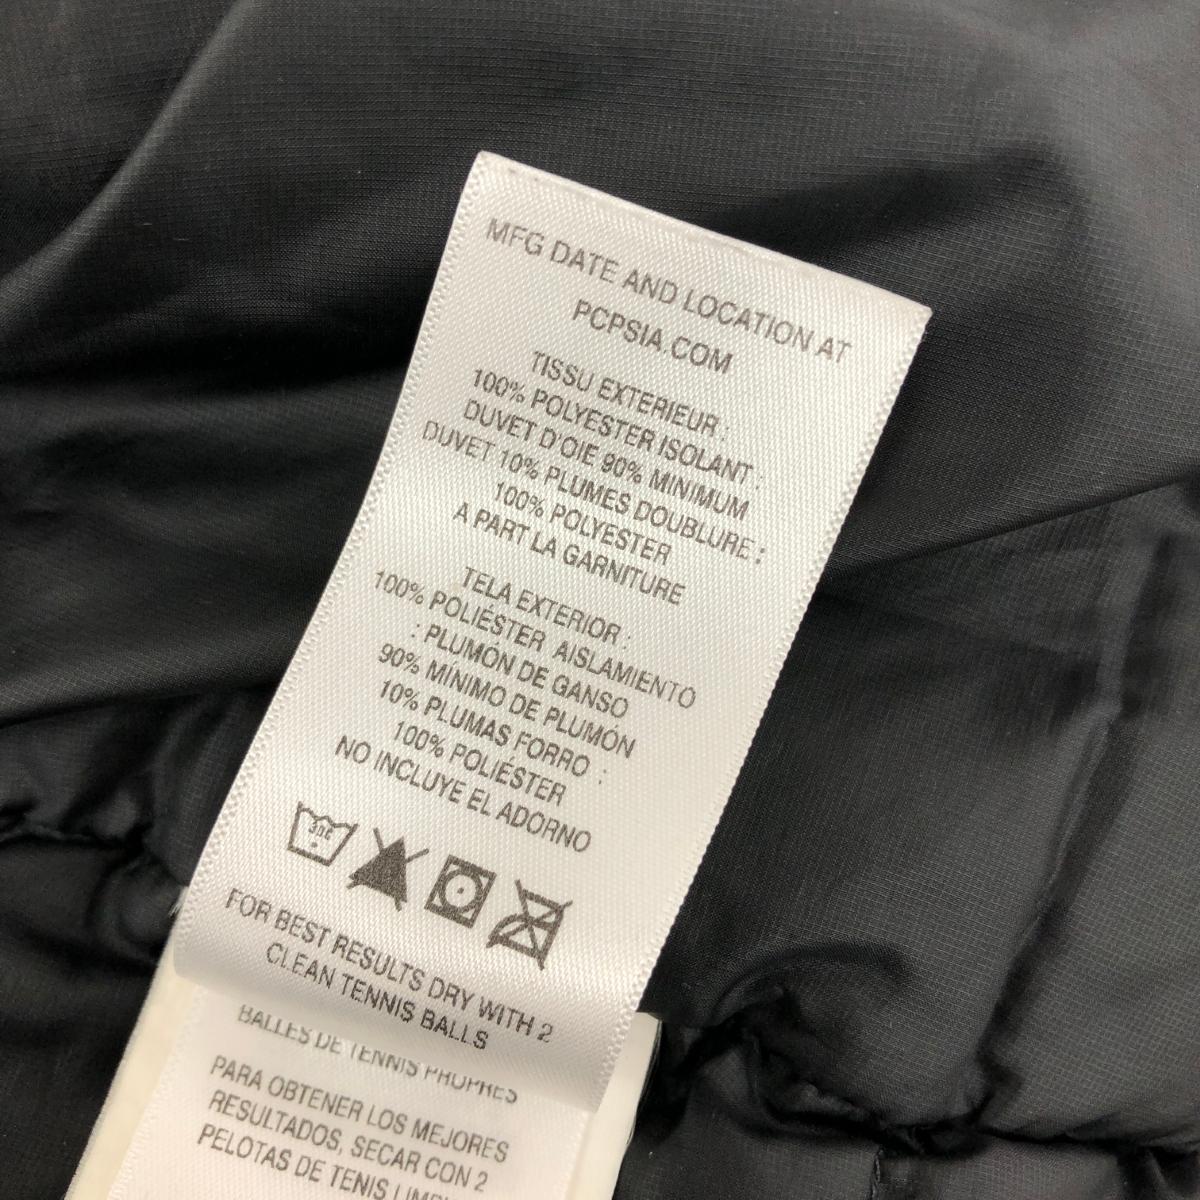 MFG DATE AND LOCATION AT
PCPSIA.COM
TISSU EXTERIEUR :
100% POLYESTER ISOLANT :
DUVET D'OIE 90% MINIMUM
DUVET 10% PLUMES DOUBLURE :
100% POLYESTER
A PART LA GARNITURE
TELA EXTERIOR :
100% POLIÉSTER AISLAMIENTO
: PLUMÓN DE GANSO
90% MÍNIMO DE PLUMÓN
10% PLUMAS FORRO :
100% POLIÉSTER
NO INCLUYE EL ADORNO
30C
FOR BEST RESULTS DRY WITH 2
CLEAN TENNIS BALLS
BALLES DE TENNIS PROPRES
PARA OBTENER LOS MEJORES
RESULTADOS, SECAR CON 2
PELOTAS DE TENIS